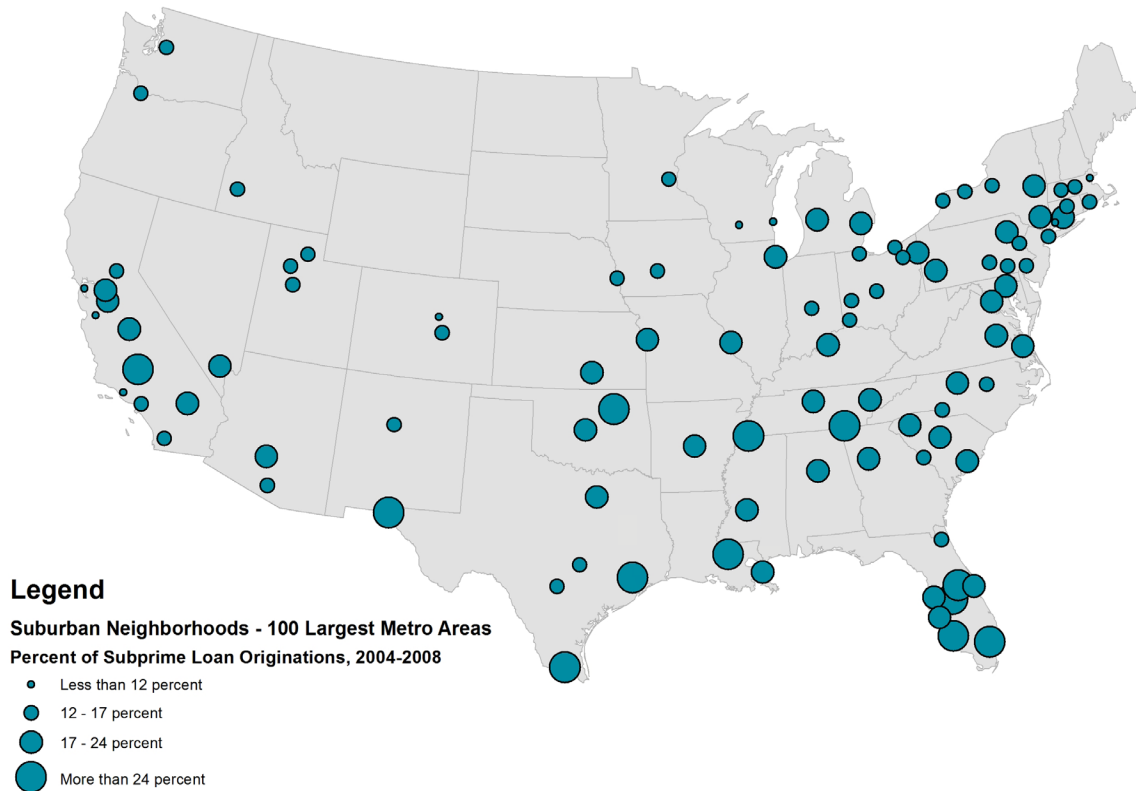 Legend
Suburban Neighborhoods - 100 Largest Metro Areas
Percent of Subprime Loan Originations, 2004-2008
Less than 12 percent
12 - 17 percent
17 - 24 percent
More than 24 percent